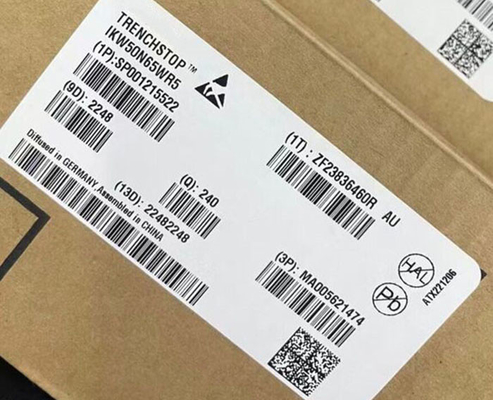 TRENCHSTOP™
IKW50N65WR5
(1P):SP001215522
(9D): 2248
(1T) : ZF23836460R AU
(Q): 240
Diffused in GERMANY,Assembled in CHINA
(13D): 22482248
(3P): MA005621474
HAL
Pb
ATX221206